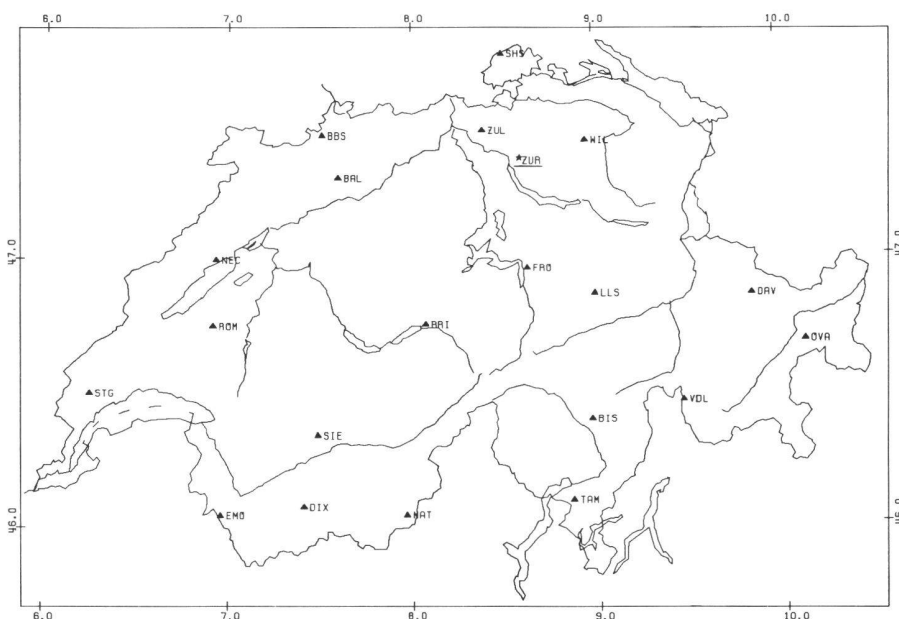 6.0 7.0 8.0 9.0 10.0
SHS
ZUL
BBS
WIL
ZUR
BAL
47.0 47.0
NEC
FRO
LLS
DAV
ROM
BRI
OVA
STG
VDL
BIS
SIE
TAM
DIX
EMO
MAT
46.0 46.0
6.0 7.0 8.0 9.0 10.0